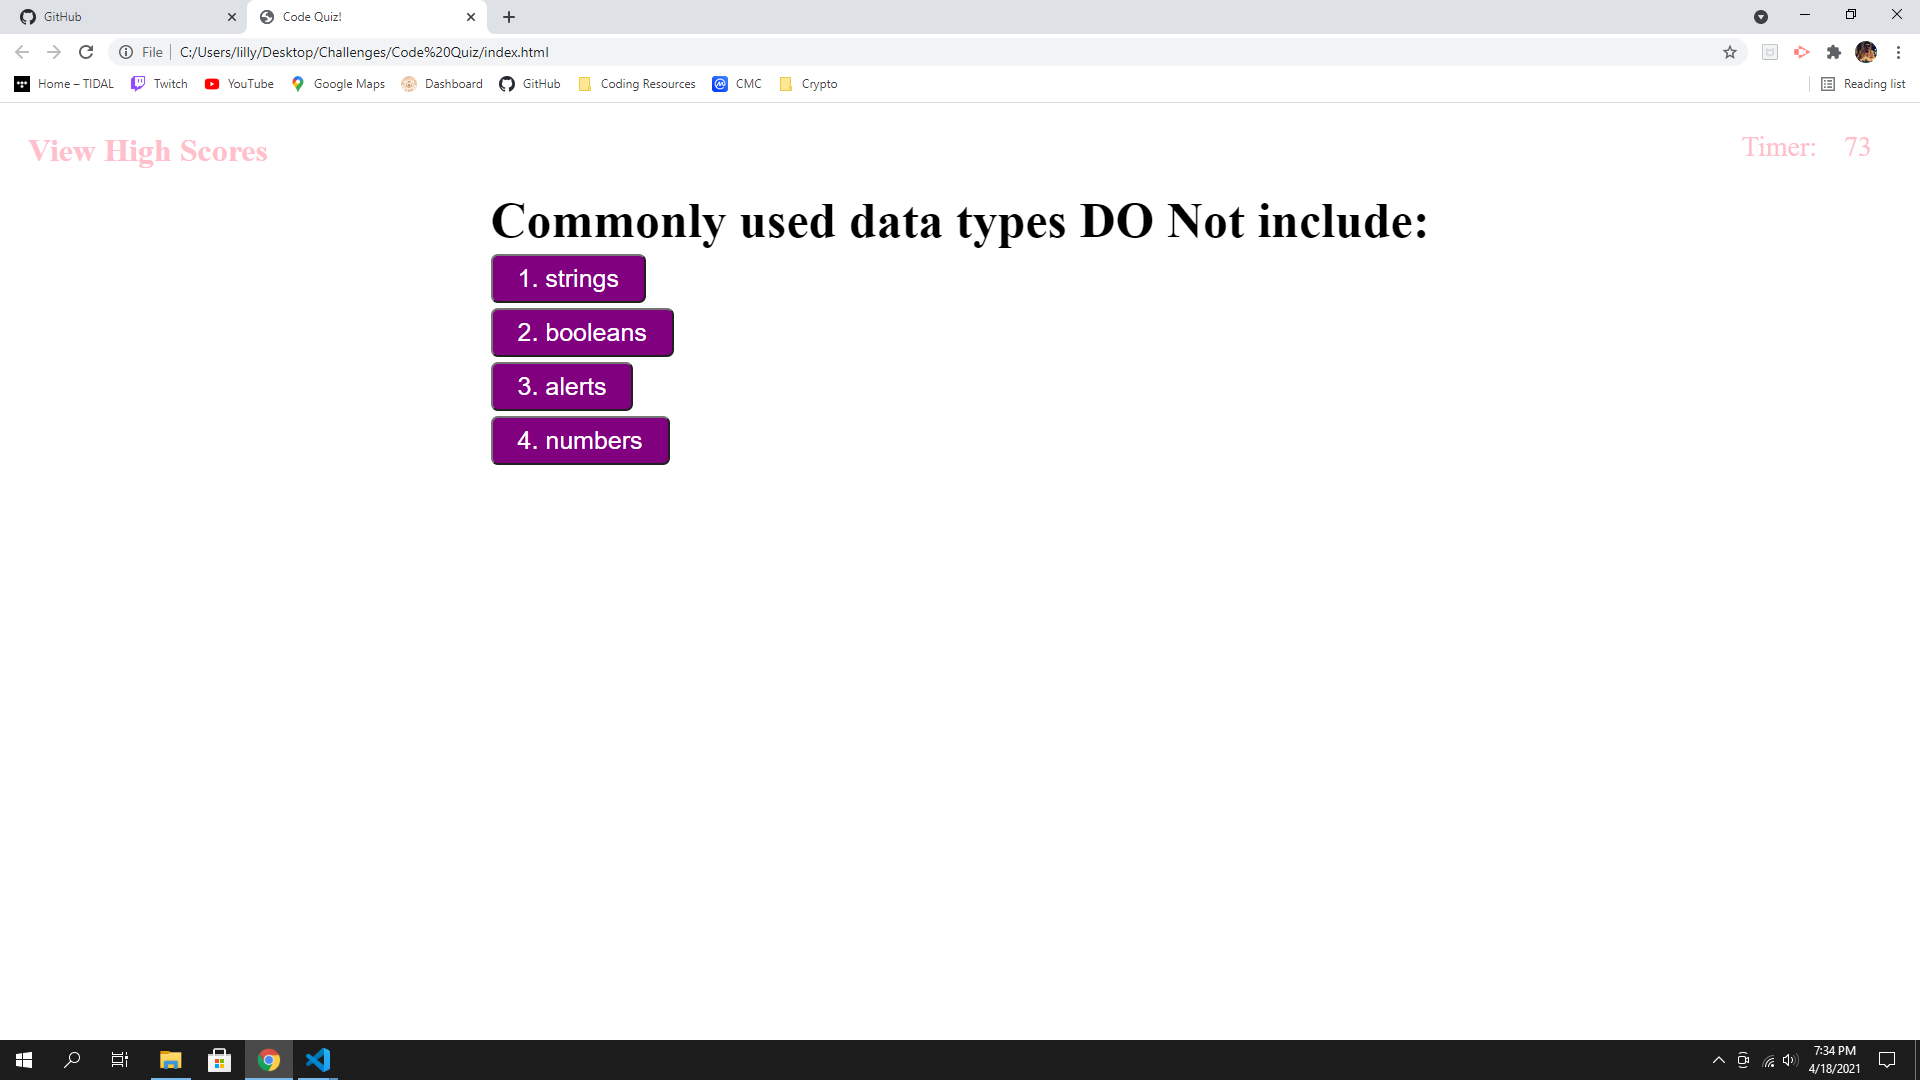 GitHub
Code Quiz!
File
C:/Users/lilly/Desktop/Challenges/Code%20Quiz/index.html
Home – TIDAL Twitch YouTube Google Maps Dashboard GitHub Coding Resources CMC Crypto Reading list
View High Scores
Timer: 73
Commonly used data types DO Not include:
1. strings
2. booleans
3. alerts
4. numbers
7:34 PM
4/18/2021